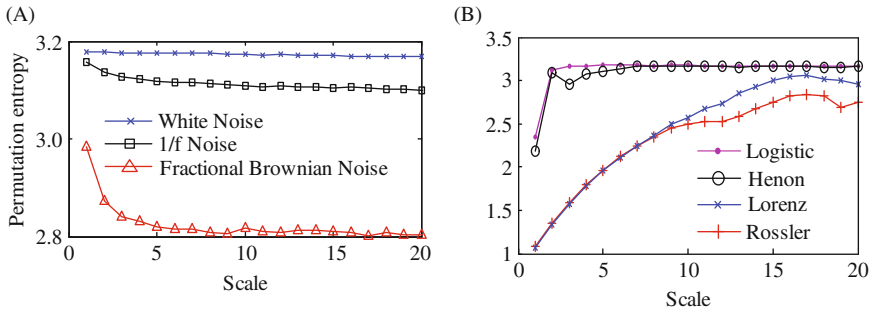 (A)
3.2
3.0
2.8
Permutation entropy
White Noise
1/f Noise
Fractional Brownian Noise
0 5 10 15 20
Scale
(B)
3.5
3
2.5
2
1.5
1
Logistic
Henon
Lorenz
Rossler
0 5 10 15 20
Scale